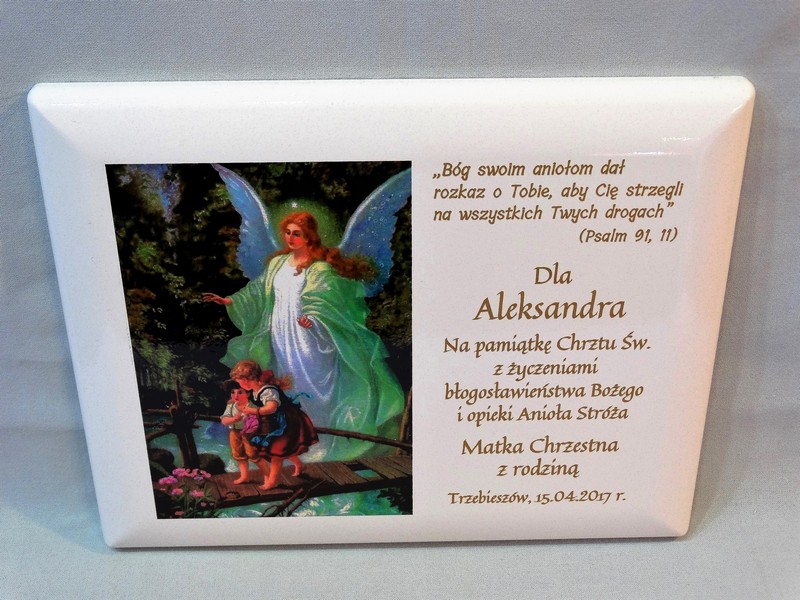 „Bóg swoim aniołom dał
rozkaz o Tobie, aby Cię strzegli
na wszystkich Twych drogach”
(Psalm 91, 11)
Dla
Aleksandra
Na pamiątkę Chrztu Św.
z życzeniami
błogosławieństwa Bożego
i opieki Anioła Stróża
Matka Chrzestna
z rodziną
Trzebieszów, 15.04.2017 r.